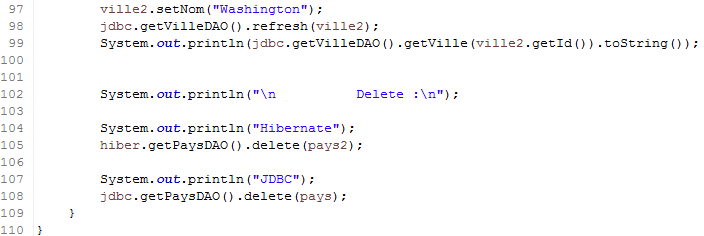 97 ville2.setNom("Washington");
98 jdbc.getVilleDAO().refresh(ville2);
99 System.out.println(jdbc.getVilleDAO().getVille(ville2.getId()).toString());
100
101
102 System.out.println("\n          Delete :\n");
103
104 System.out.println("Hibernate");
105 hiber.getPaysDAO().delete(pays2);
106
107 System.out.println("JDBC");
108 jdbc.getPaysDAO().delete(pays);
109 }
110 }